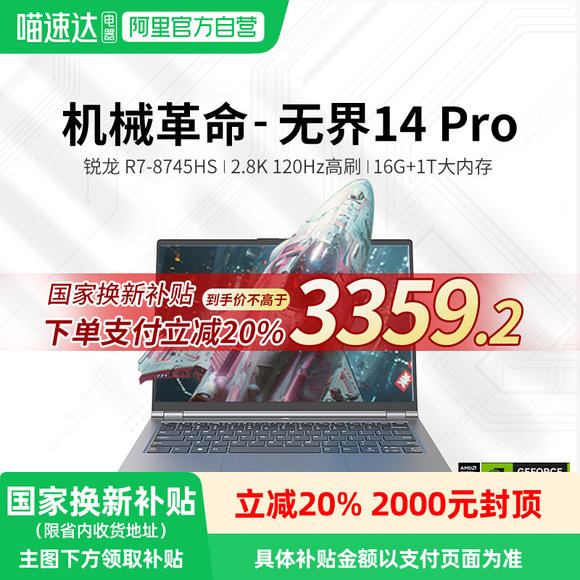 喵速达 电器 阿里官方自营
机械革命-无界14 Pro
锐龙 R7-8745HS | 2.8K 120Hz高刷 | 16G+1T大内存
国家换新补贴 到手价不高于
下单支付立减20% 3359.2
AMD GEFORCE
国家换新补贴
(限省内收货地址)
主图下方领取补贴
立减20% 2000元封顶
具体补贴金额以支付页面为准